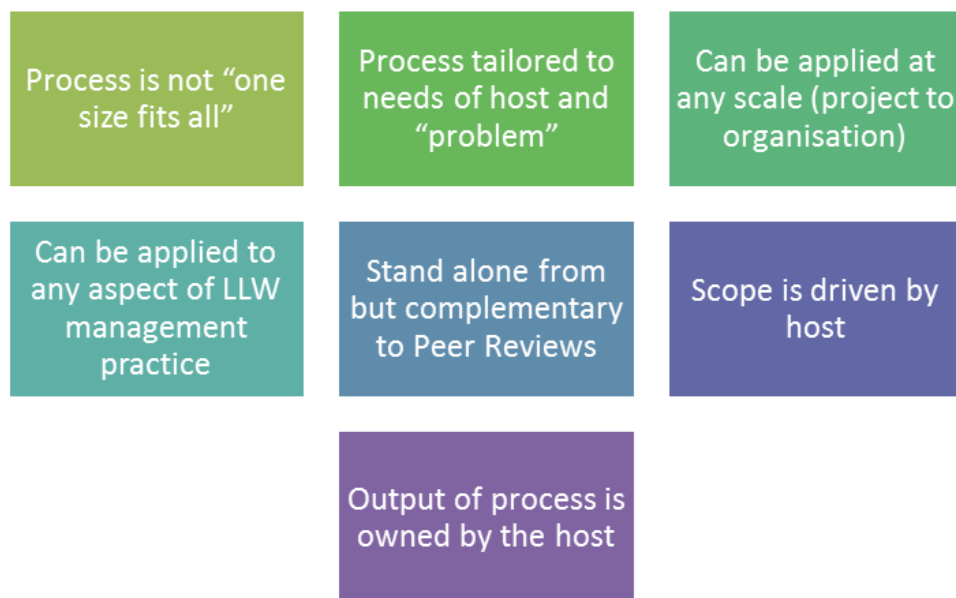 Process is not “one
size fits all”
Process tailored to
needs of host and
“problem”
Can be applied at
any scale (project to
organisation)
Can be applied to
any aspect of LLW
management
practice
Stand alone from
but complementary
to Peer Reviews
Scope is driven by
host
Output of process is
owned by the host